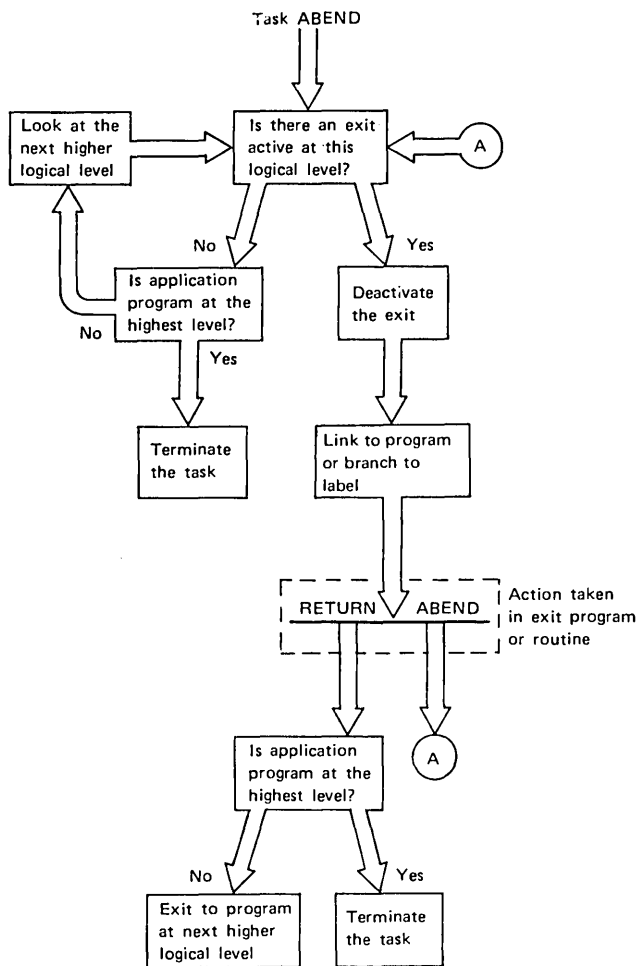 Task ABEND
Look at the
next higher
logical level
Is there an exit
active at this
logical level?
A
No
Yes
Is application
program at the
highest level?
No
Yes
Deactivate
the exit
Terminate
the task
Link to program
or branch to
label
RETURN
ABEND
Action taken
in exit program
or routine
Is application
program at the
highest level?
A
No
Yes
Exit to program
at next higher
logical level
Terminate
the task